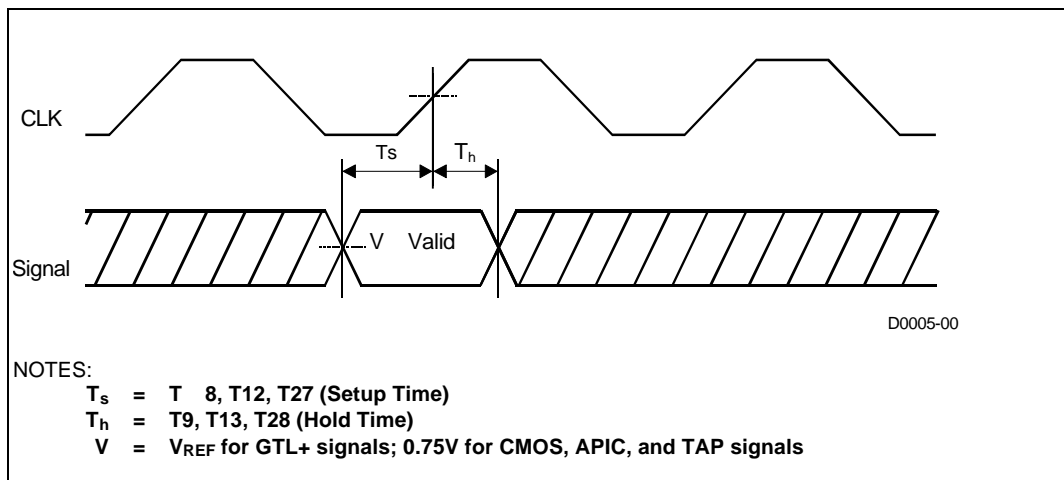 CLK
Ts Th
V Valid
Signal
D0005-00
NOTES:
Ts = T 8, T12, T27 (Setup Time)
Th = T9, T13, T28 (Hold Time)
V = VREF for GTL+ signals; 0.75V for CMOS, APIC, and TAP signals